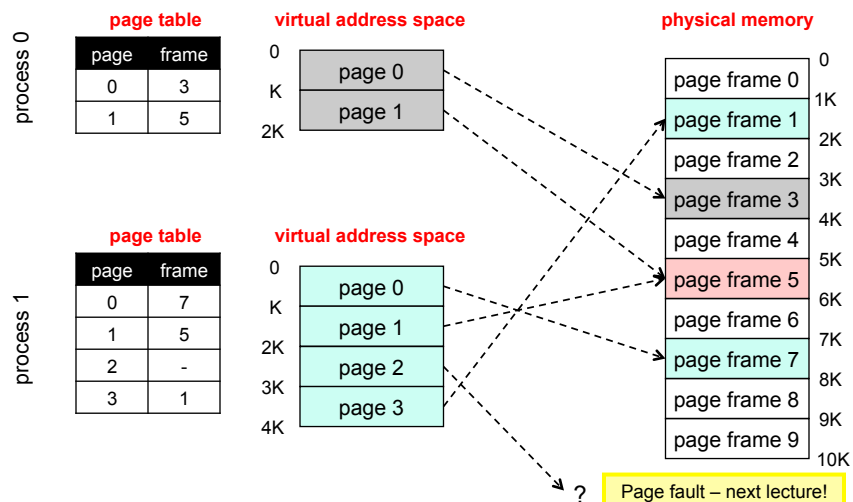 process 0
page table
page frame
0 3
1 5
virtual address space
0
page 0
K
page 1
2K
process 1
page table
page frame
0 7
1 5
2 -
3 1
virtual address space
0
page 0
K
page 1
2K
page 2
3K
page 3
4K
?
physical memory
0
page frame 0
1K
page frame 1
2K
page frame 2
3K
page frame 3
4K
page frame 4
5K
page frame 5
6K
page frame 6
7K
page frame 7
8K
page frame 8
9K
page frame 9
10K
Page fault – next lecture!